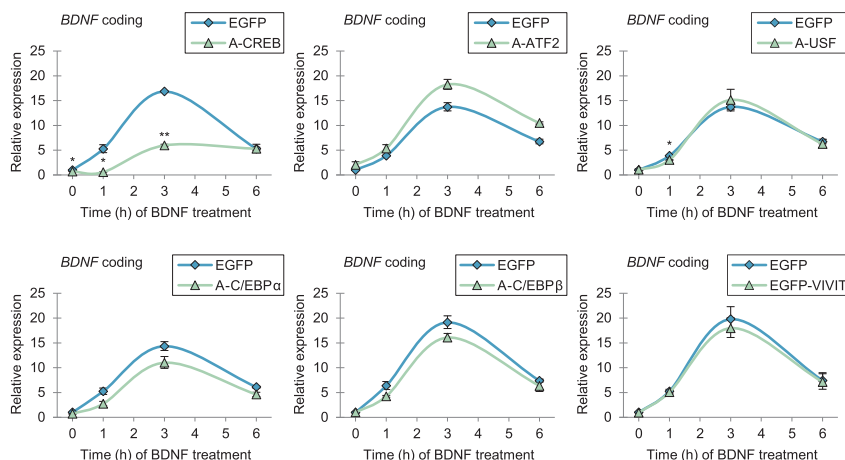 BDNF coding
EGFP
A-CREB
Relative expression
25
20
15
10
5
0
*
*
**
0 1 2 3 4 5 6
Time (h) of BDNF treatment
BDNF coding
EGFP
A-ATF2
Relative expression
25
20
15
10
5
0
0 1 2 3 4 5 6
Time (h) of BDNF treatment
BDNF coding
EGFP
A-USF
Relative expression
25
20
15
10
5
0
*
0 1 2 3 4 5 6
Time (h) of BDNF treatment
BDNF coding
EGFP
A-C/EBPα
Relative expression
25
20
15
10
5
0
0 1 2 3 4 5 6
Time (h) of BDNF treatment
BDNF coding
EGFP
A-C/EBPβ
Relative expression
25
20
15
10
5
0
0 1 2 3 4 5 6
Time (h) of BDNF treatment
BDNF coding
EGFP
EGFP-VIVIT
Relative expression
25
20
15
10
5
0
0 1 2 3 4 5 6
Time (h) of BDNF treatment